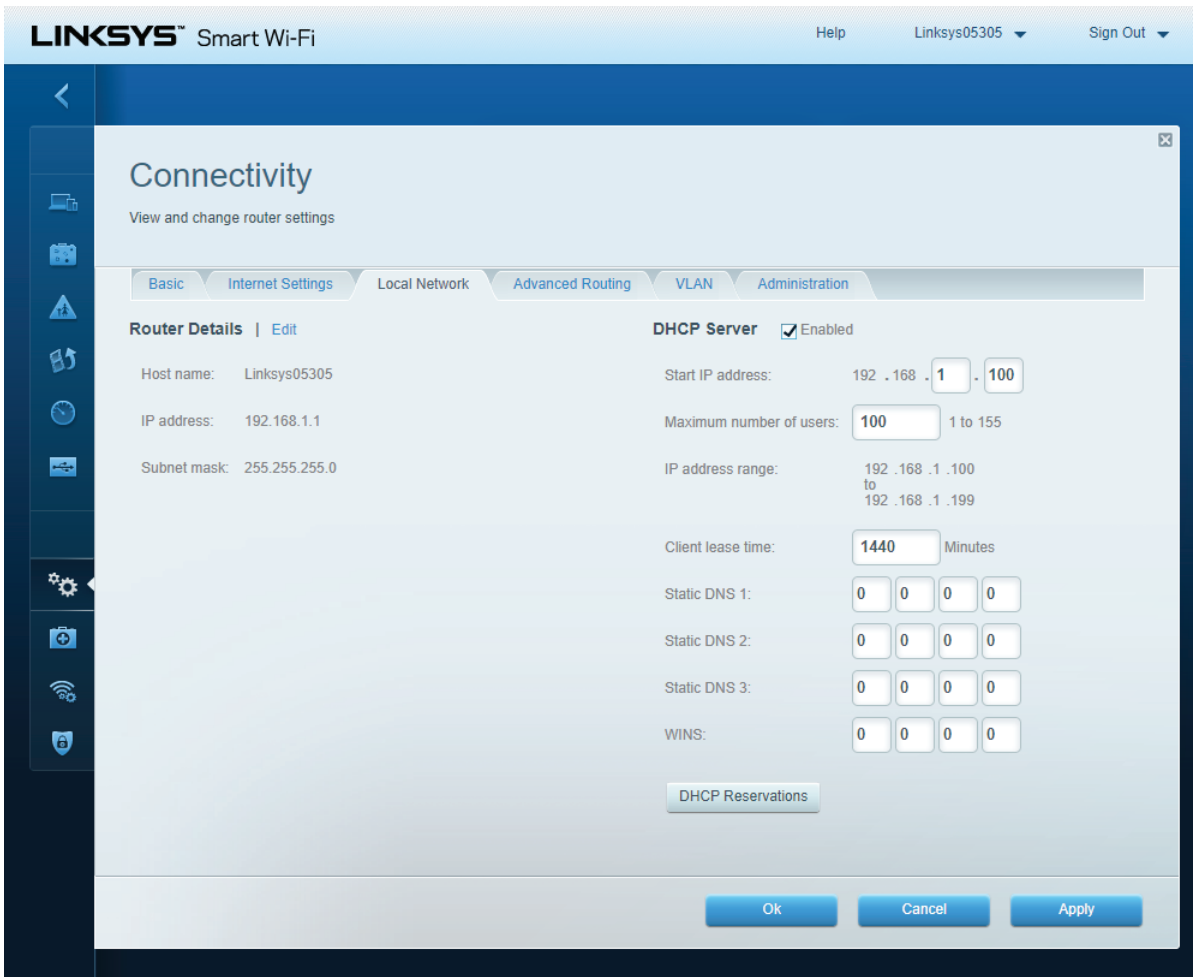 LINKSYS™ Smart Wi-Fi
Help Linksys05305 Sign Out
Connectivity
View and change router settings
Basic Internet Settings Local Network Advanced Routing VLAN Administration
Router Details | Edit
Host name: Linksys05305
IP address: 192.168.1.1
Subnet mask: 255.255.255.0
DHCP Server Enabled
Start IP address: 192 . 168 . 1 . 100
Maximum number of users: 100 1 to 155
IP address range: 192 .168 .1 .100
to
192 .168 .1 .199
Client lease time: 1440 Minutes
Static DNS 1: 0 0 0 0
Static DNS 2: 0 0 0 0
Static DNS 3: 0 0 0 0
WINS: 0 0 0 0
DHCP Reservations
Ok Cancel Apply